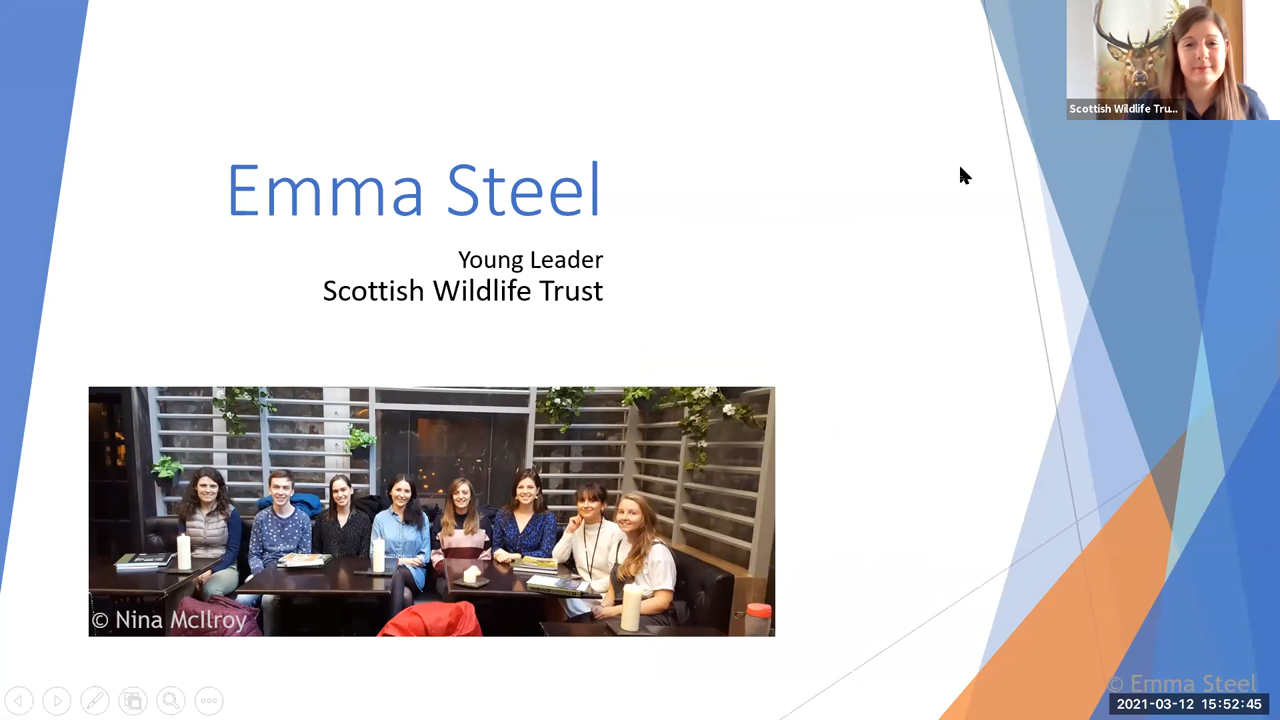 Scottish Wildlife Tru...
Emma Steel
Young Leader
Scottish Wildlife Trust
© Nina McIlroy
© Emma Steel
2021-03-12 15:52:45